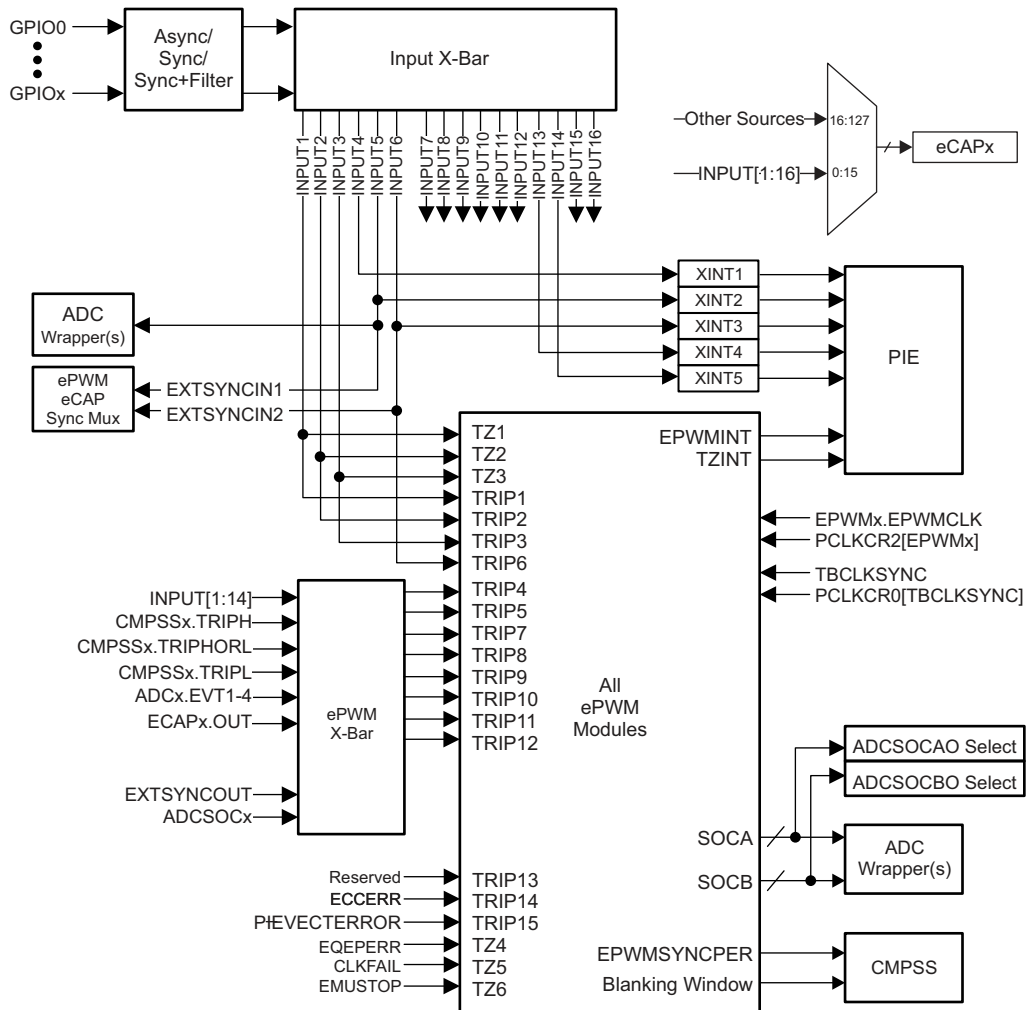 GPIO0
GPIOx
Async/
Sync/
Sync+Filter
Input X-Bar
INPUT1
INPUT2
INPUT3
INPUT4
INPUT5
INPUT6
INPUT7
INPUT8
INPUT9
INPUT10
INPUT11
INPUT12
INPUT13
INPUT14
INPUT15
INPUT16
Other Sources
16:127
INPUT[1:16]
0:15
eCAPx
XINT1
XINT2
XINT3
XINT4
XINT5
PIE
ADC
Wrapper(s)
ePWM
eCAP
Sync Mux
EXTSYNCIN1
EXTSYNCIN2
TZ1
TZ2
TZ3
TRIP1
TRIP2
TRIP3
TRIP6
TRIP4
TRIP5
TRIP7
TRIP8
TRIP9
TRIP10
TRIP11
TRIP12
TRIP13
TRIP14
TRIP15
TZ4
TZ5
TZ6
EPWMINT
TZINT
EPWMx.EPWMCLK
PCLKCR2[EPWMx]
TBCLKSYNC
PCLKCR0[TBCLKSYNC]
All
ePWM
Modules
INPUT[1:14]
CMPSSx.TRIPH
CMPSSx.TRIPHORL
CMPSSx.TRIPL
ADCx.EVT1-4
ECAPx.OUT
EXTSYNCOUT
ADCSOCx
ePWM
X-Bar
Reserved
ECCERR
PIEVECTERROR
EQEPERR
CLKFAIL
EMUSTOP
ADCSOCAO Select
ADCSOCBO Select
SOCA
SOCB
ADC
Wrapper(s)
EPWMSYNCPER
Blanking Window
CMPSS